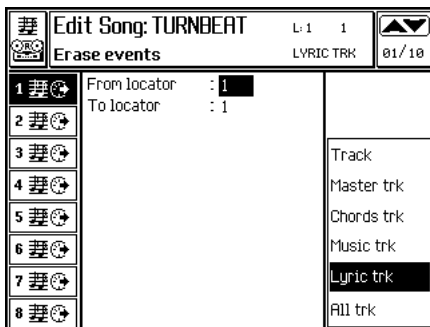 Edit Song: TURNBEAT L: 1 1
Erase events LYRIC TRK 01/10
1 From locator : 1
To locator : 1
2
3 Track
4 Master trk
5 Chords trk
6 Music trk
7 Lyric trk
8 All trk